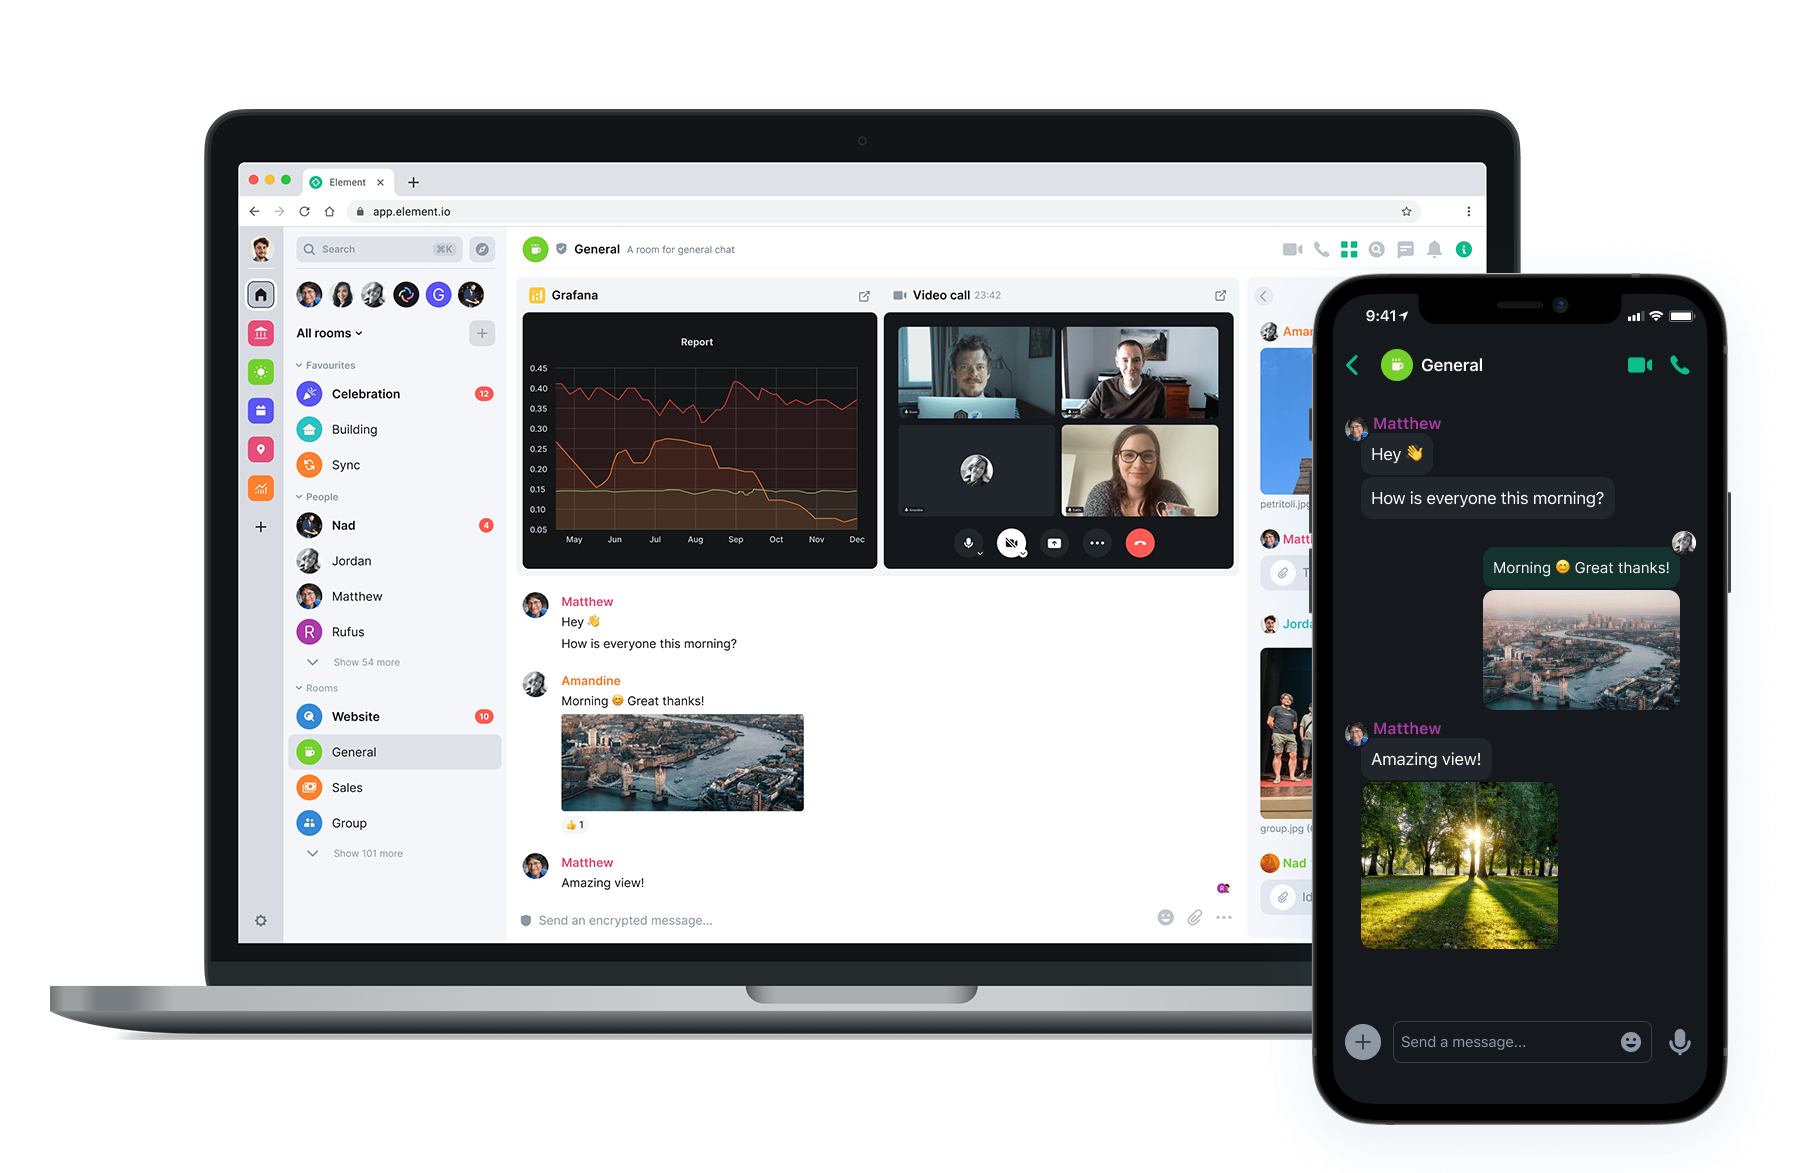 Element
app.element.io
Search
⌘K
G
All rooms
Favourites
Celebration
12
Building
Sync
People
Nad
4
Jordan
Matthew
R
Rufus
Show 54 more
Rooms
Website
10
General
Sales
Group
Show 101 more
General A room for general chat
Grafana
Report
0.45
0.40
0.35
0.30
0.25
0.20
0.15
0.10
0.05
May Jun Jul Aug Sep Oct Nov Dec
Video call 23:42
Matthew
Hey 👋
How is everyone this morning?
Amandine
Morning 😊 Great thanks!
👍 1
Matthew
Amazing view!
Send an encrypted message...
Aman
petritoli.jpg
Matt
T
Jorda
group.jpg (
Nad
Id
9:41
General
Matthew
Hey 👋
How is everyone this morning?
Morning 😊 Great thanks!
Matthew
Amazing view!
Send a message...